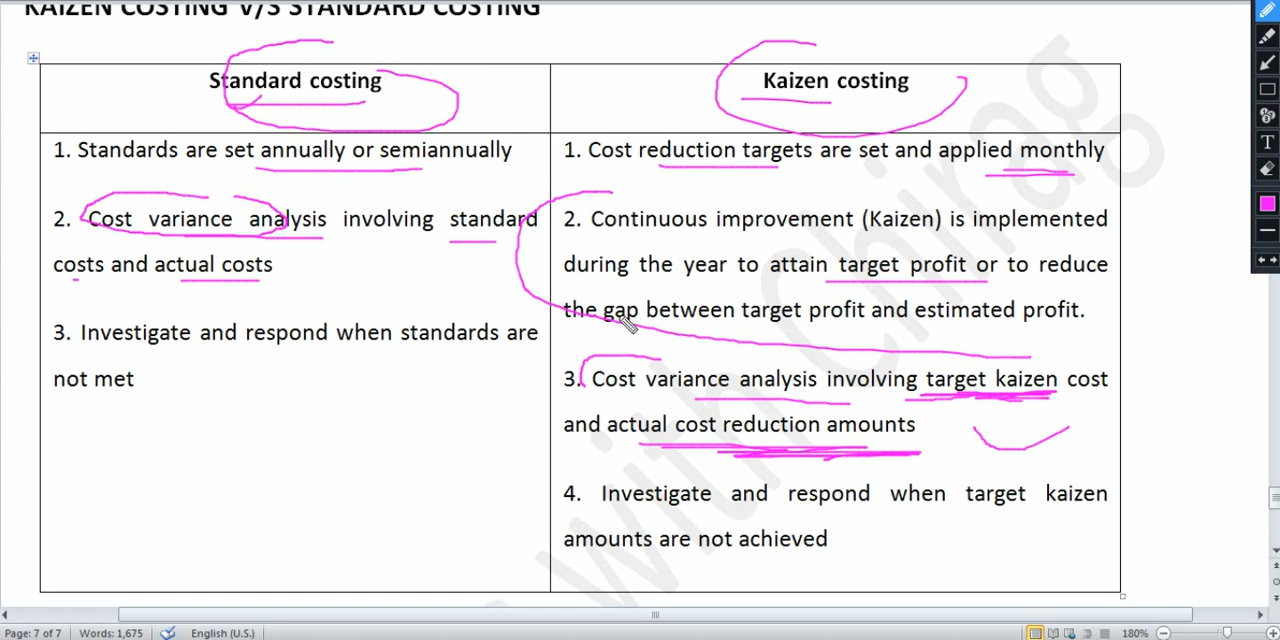 KAIZEN COSTING V/S STANDARD COSTING
Standard costing
Kaizen costing
1. Standards are set annually or semiannually
2. Cost variance analysis involving standard
costs and actual costs
3. Investigate and respond when standards are
not met
1. Cost reduction targets are set and applied monthly
2. Continuous improvement (Kaizen) is implemented
during the year to attain target profit or to reduce
the gap between target profit and estimated profit.
3. Cost variance analysis involving target kaizen cost
and actual cost reduction amounts
4. Investigate and respond when target kaizen
amounts are not achieved
with Chirag
T
Page: 7 of 7
Words: 1,675
English (U.S.)
180%